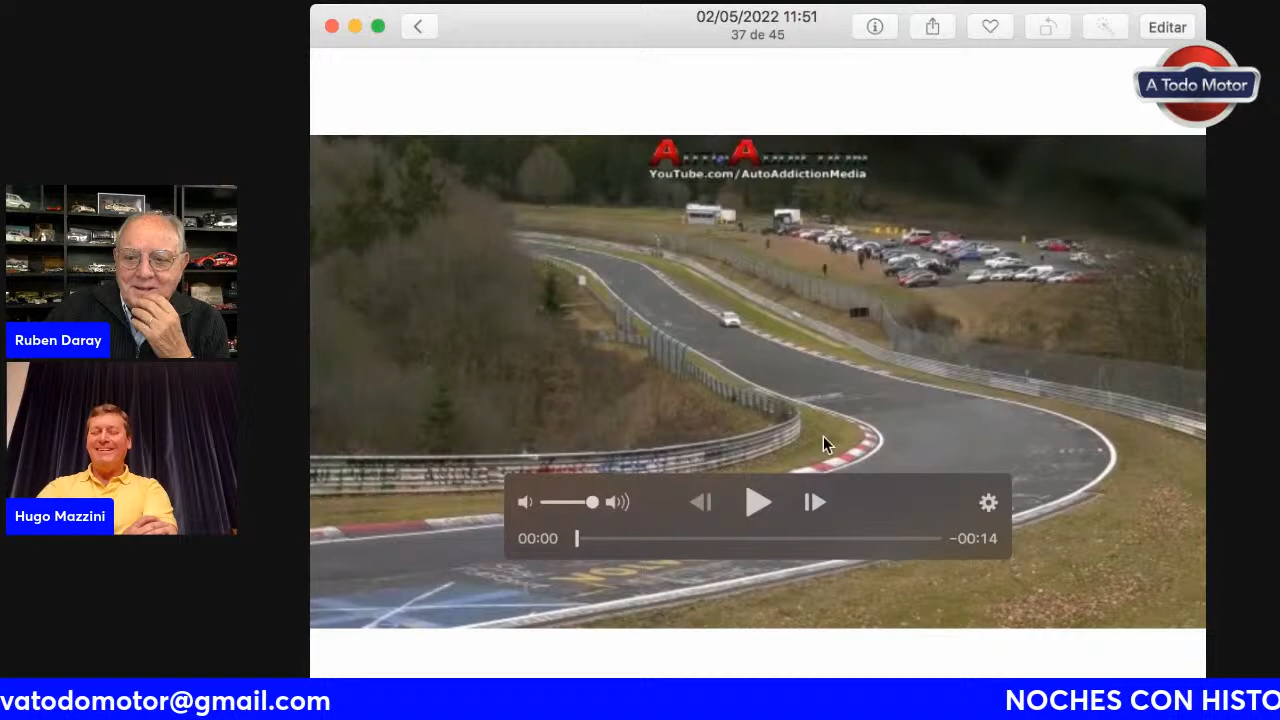 02/05/2022 11:51
37 de 45
Editar
A Todo Motor
YouTube.com/AutoAddictionMedia
Ruben Daray
Hugo Mazzini
00:00
-00:14
vatodomotor@gmail.com
NOCHES CON HISTO